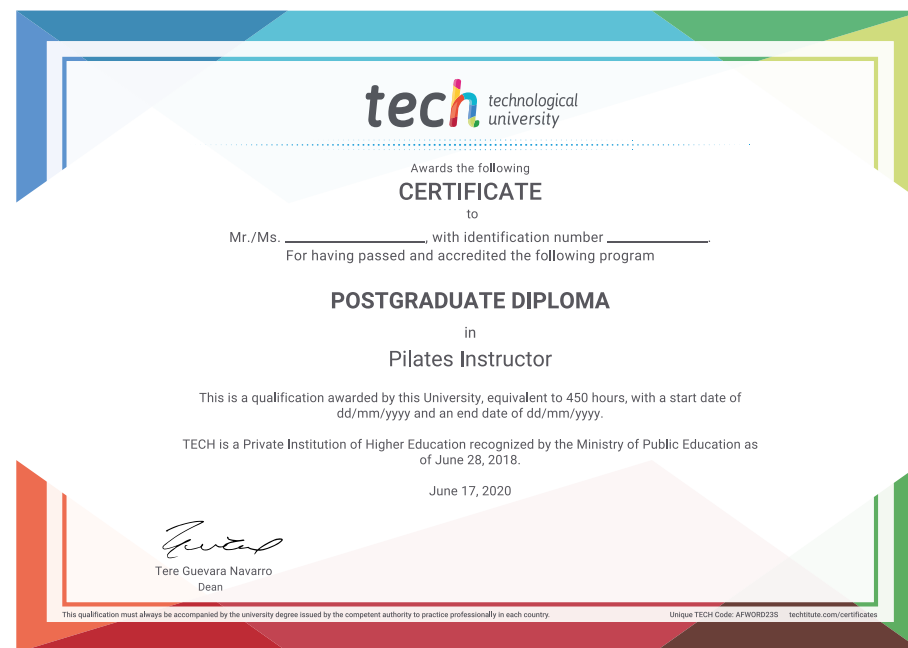 tech technological
university
Awards the following
CERTIFICATE
to
Mr./Ms. ____________________, with identification number ______________.
For having passed and accredited the following program
POSTGRADUATE DIPLOMA
in
Pilates Instructor
This is a qualification awarded by this University, equivalent to 450 hours, with a start date of
dd/mm/yyyy and an end date of dd/mm/yyyy.
TECH is a Private Institution of Higher Education recognized by the Ministry of Public Education as
of June 28, 2018.
June 17, 2020
Tere Guevara Navarro
Dean
This qualification must always be accompanied by the university degree issued by the competent authority to practice professionally in each country. Unique TECH Code: AFWORD23S techtitute.com/certificates